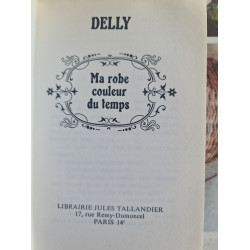 DELLY
Ma robe
couleur
du temps
LIBRAIRIE JULES TALLANDIER
17, rue Remy-Dumoncel
PARIS 14e